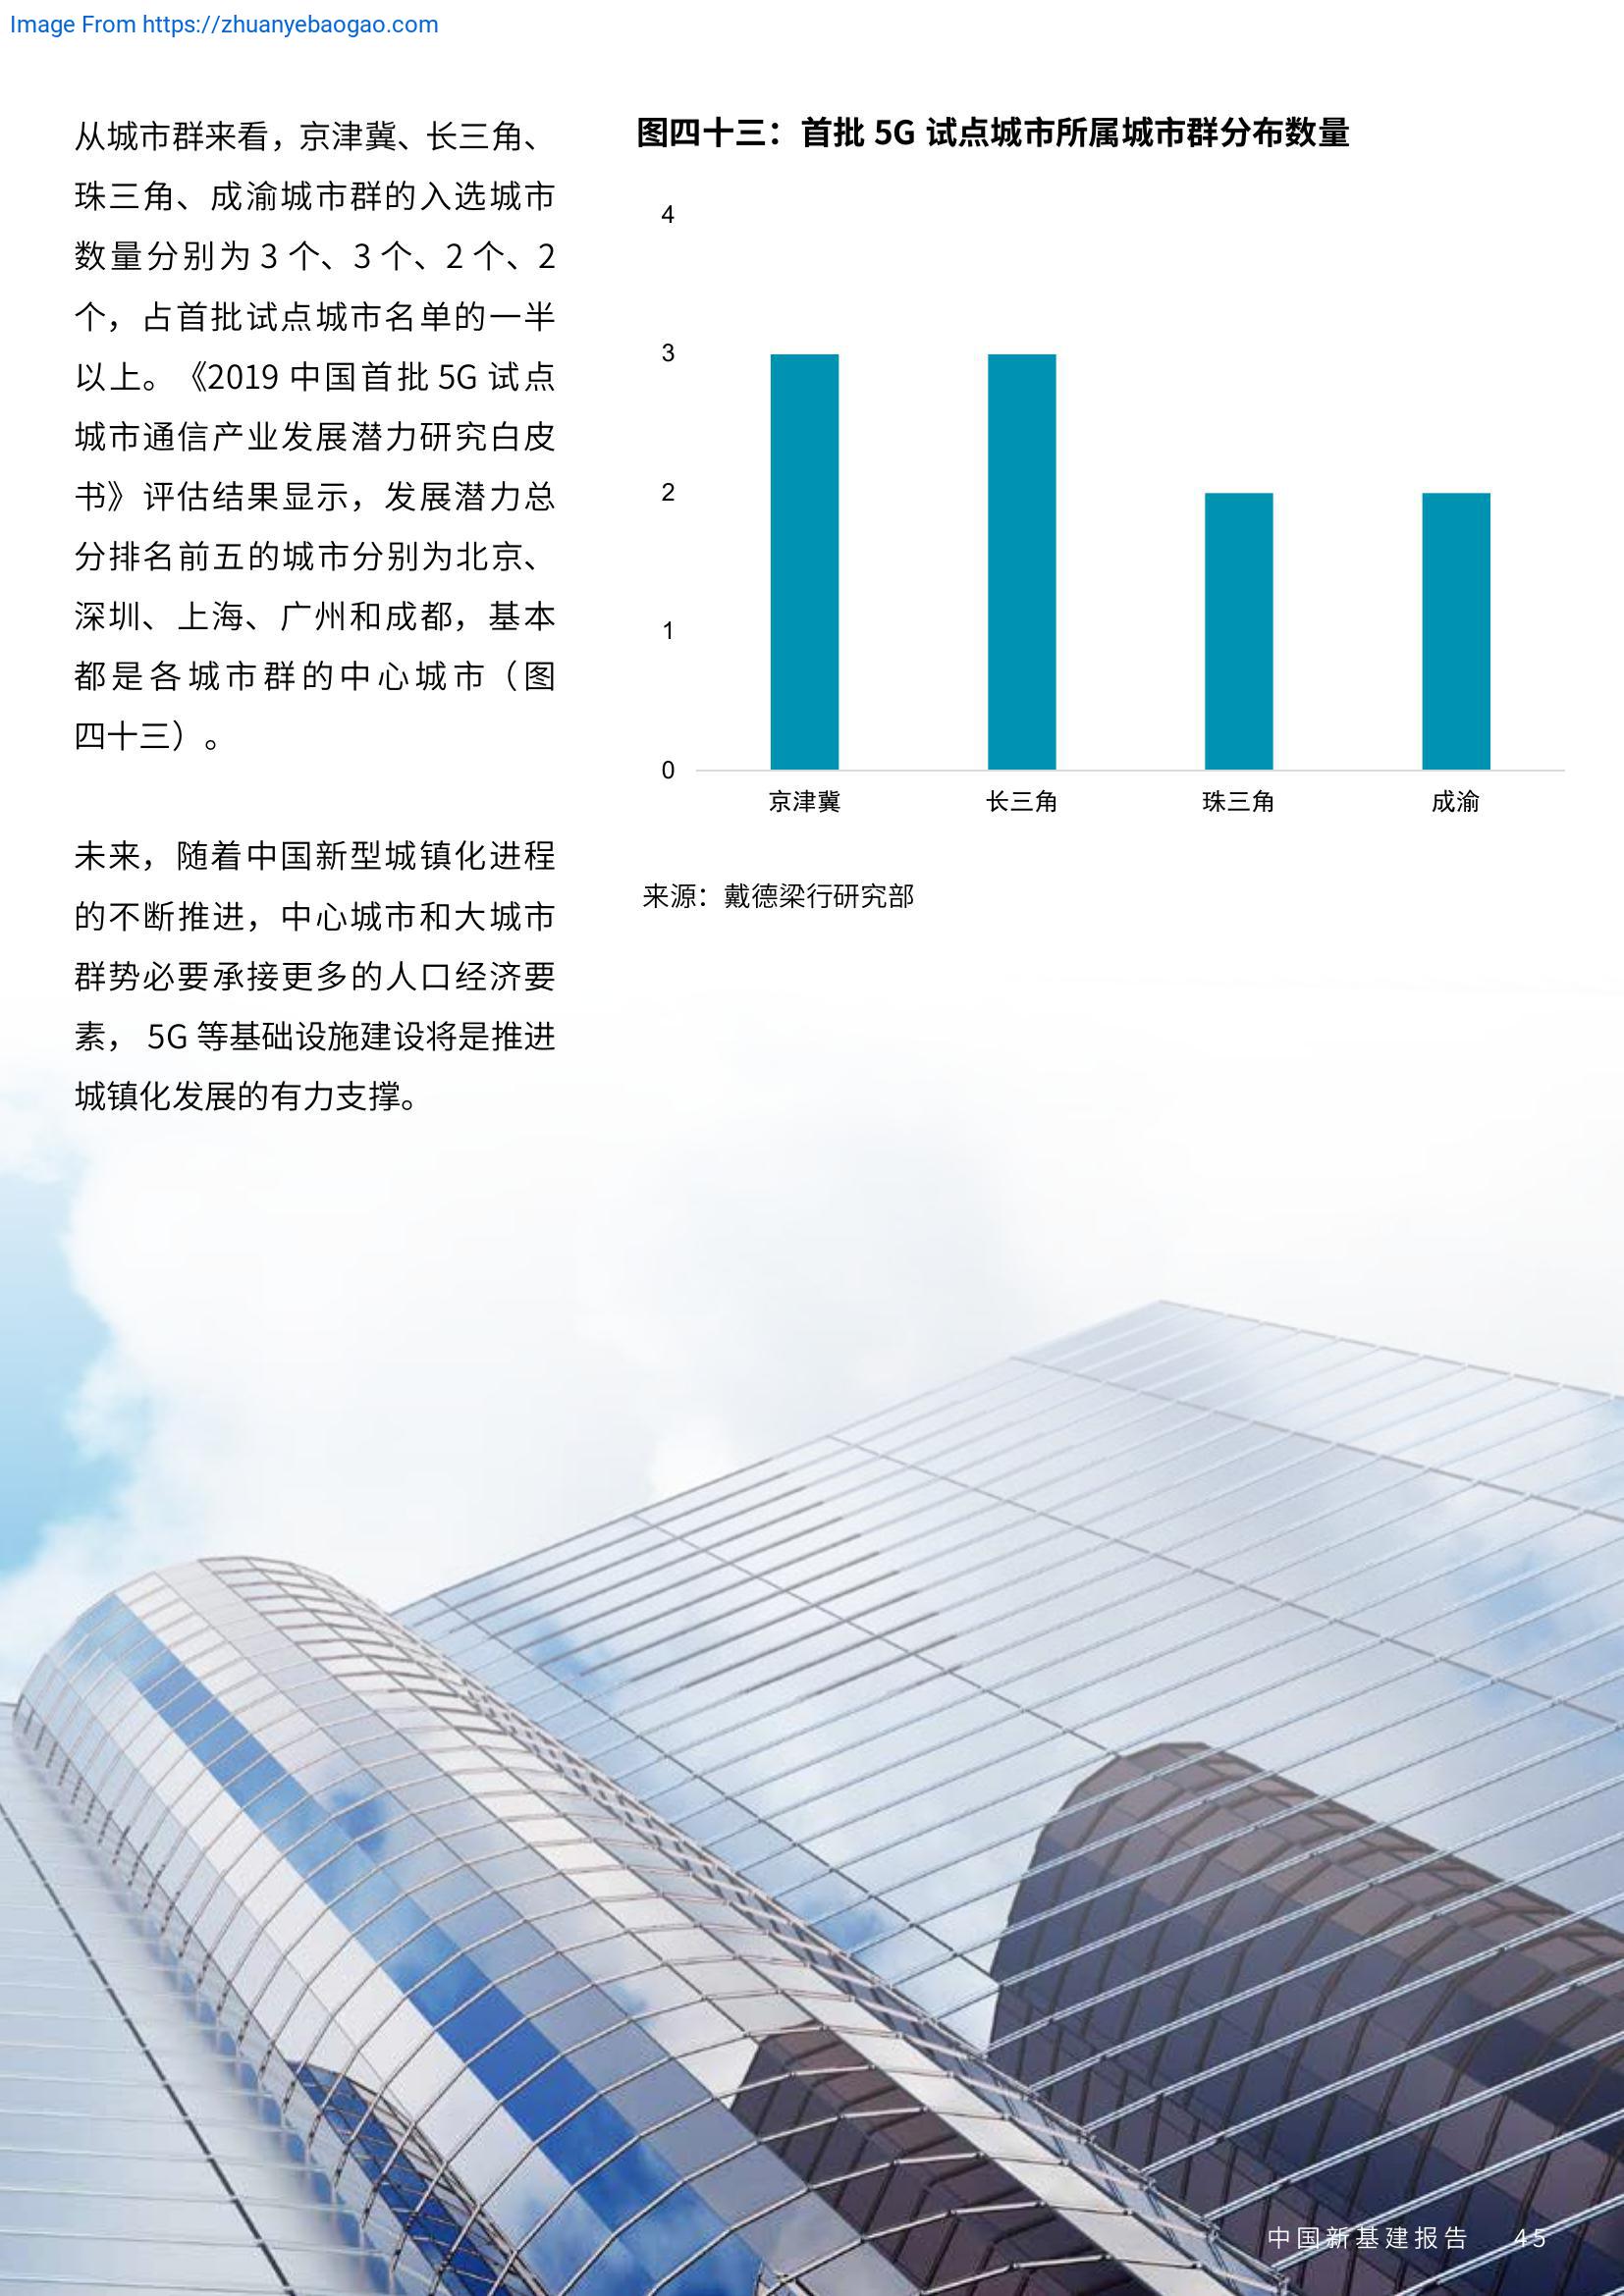 Image From https://zhuanyebaogao.com
从城市群来看，京津冀、长三角、
珠三角、成渝城市群的入选城市
数量分别为 3 个、3 个、2 个、2
个，占首批试点城市名单的一半
以上。《2019 中国首批 5G 试点
城市通信产业发展潜力研究白皮
书》评估结果显示，发展潜力总
分排名前五的城市分别为北京、
深圳、上海、广州和成都，基本
都是各城市群的中心城市（图
四十三）。
未来，随着中国新型城镇化进程
的不断推进，中心城市和大城市
群势必要承接更多的人口经济要
素， 5G 等基础设施建设将是推进
城镇化发展的有力支撑。
图四十三：首批 5G 试点城市所属城市群分布数量
4
3
2
1
0
京津冀 长三角 珠三角 成渝
来源：戴德梁行研究部
中国新基建报告 45